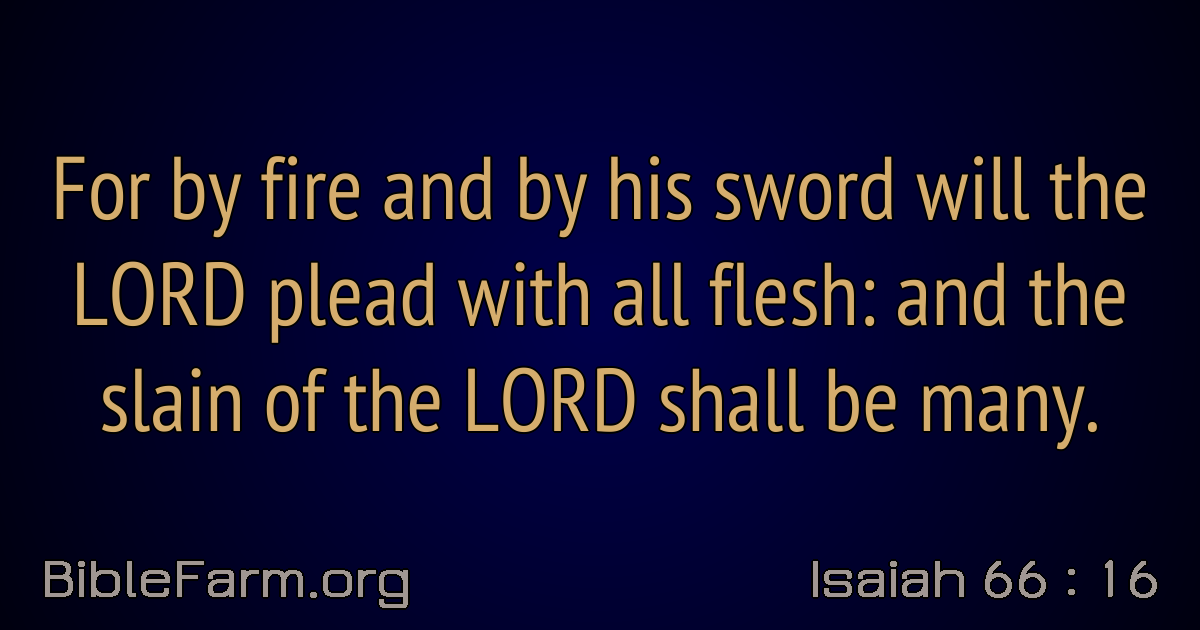 For by fire and by his sword will the
LORD plead with all flesh: and the
slain of the LORD shall be many.
BibleFarm.org
Isaiah 66 : 16